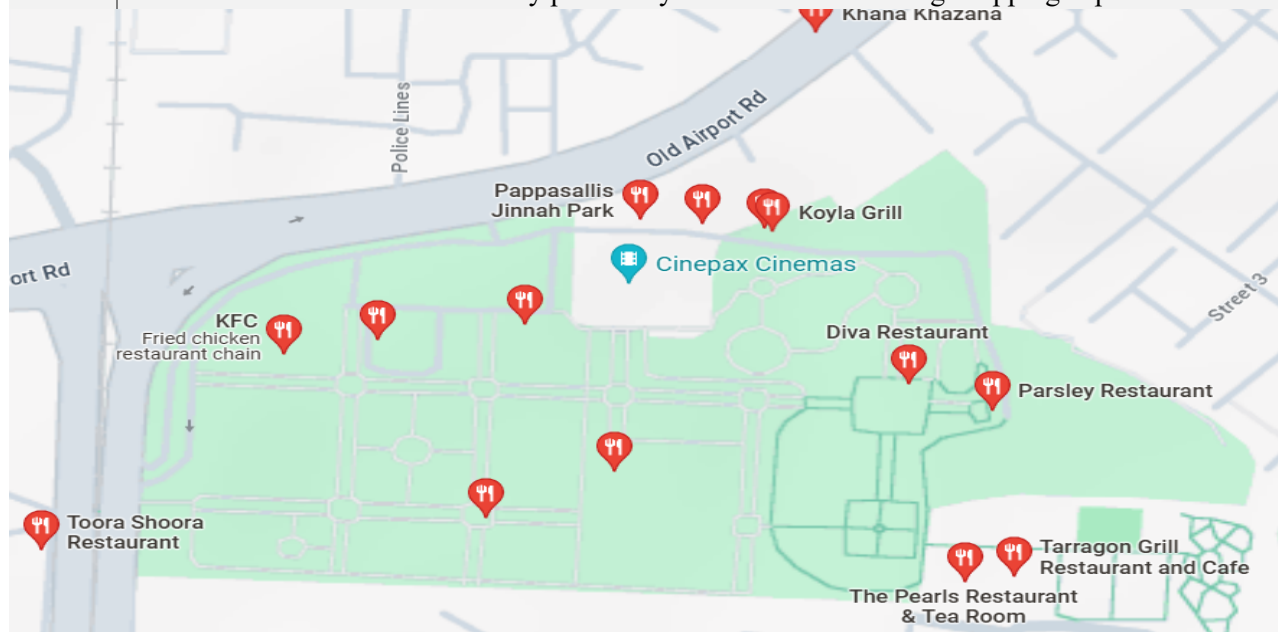 Khana Khazana
Police Lines
Old Airport Rd
Pappasallis
Jinnah Park
Koyla Grill
Cinepax Cinemas
ort Rd
Street 3
KFC
Fried chicken
restaurant chain
Diva Restaurant
Parsley Restaurant
Toora Shoora
Restaurant
Tarragon Grill
Restaurant and Cafe
The Pearls Restaurant
& Tea Room